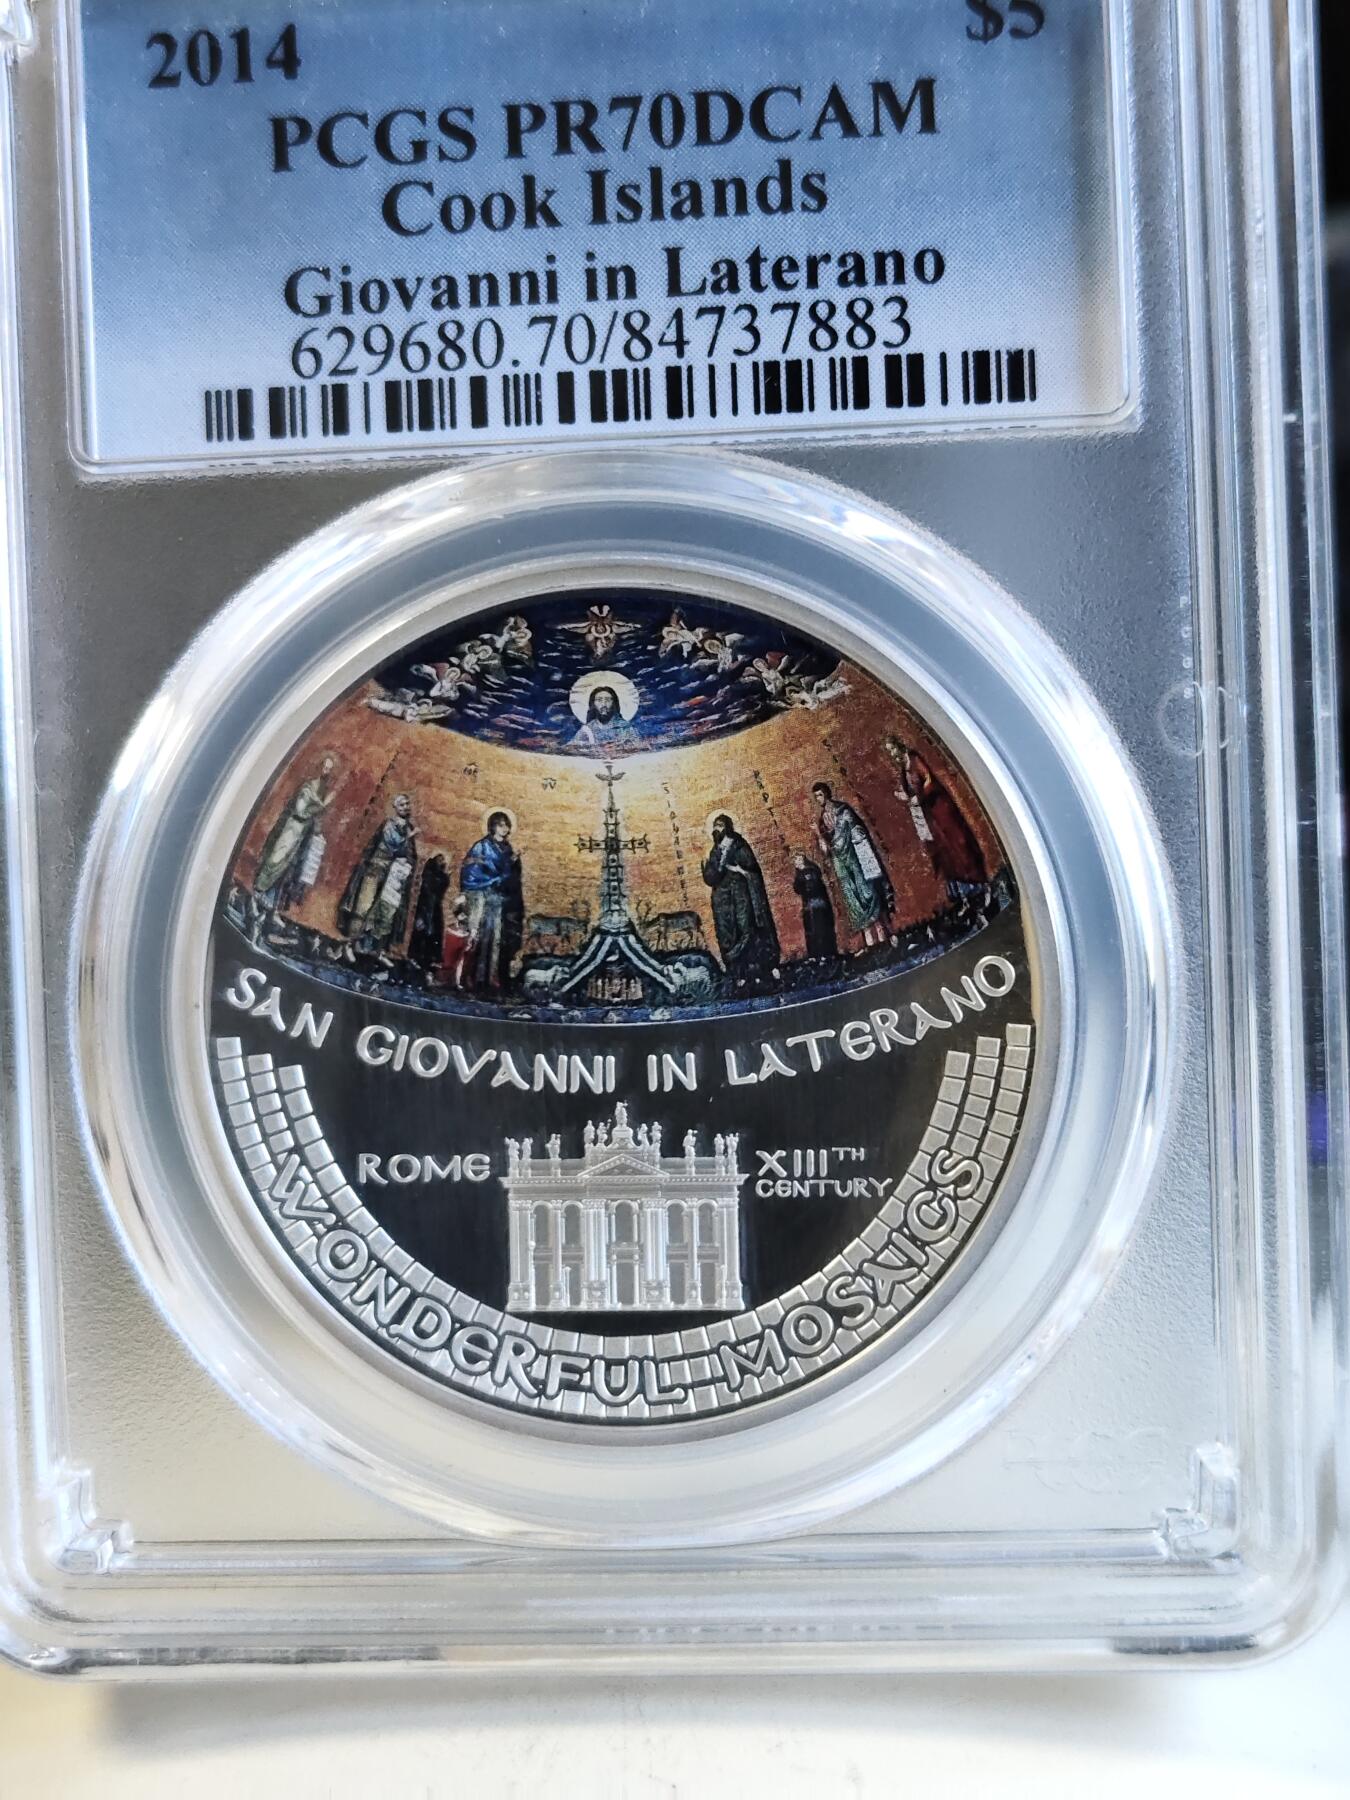 2014 $5
PCGS PR70DCAM
Cook Islands
Giovanni in Laterano
629680.70/84737883
SAN GIOVANNI IN LATERANO
ROME XIIITH
CENTURY
WONDERFUL MOSAICS